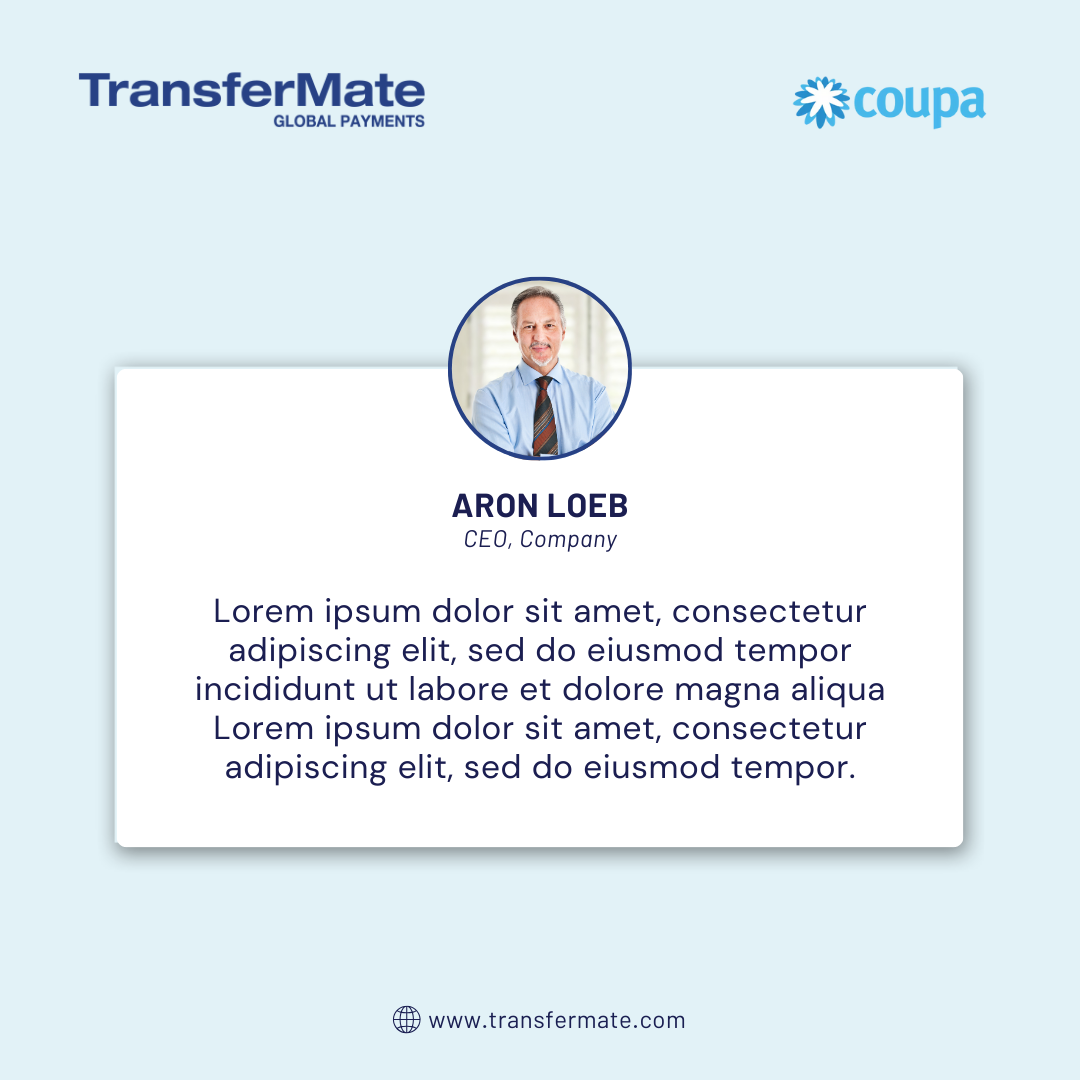 TransferMate
GLOBAL PAYMENTS
coupa
ARON LOEB
CEO, Company
Lorem ipsum dolor sit amet, consectetur
adipiscing elit, sed do eiusmod tempor
incididunt ut labore et dolore magna aliqua
Lorem ipsum dolor sit amet, consectetur
adipiscing elit, sed do eiusmod tempor.
www.transfermate.com